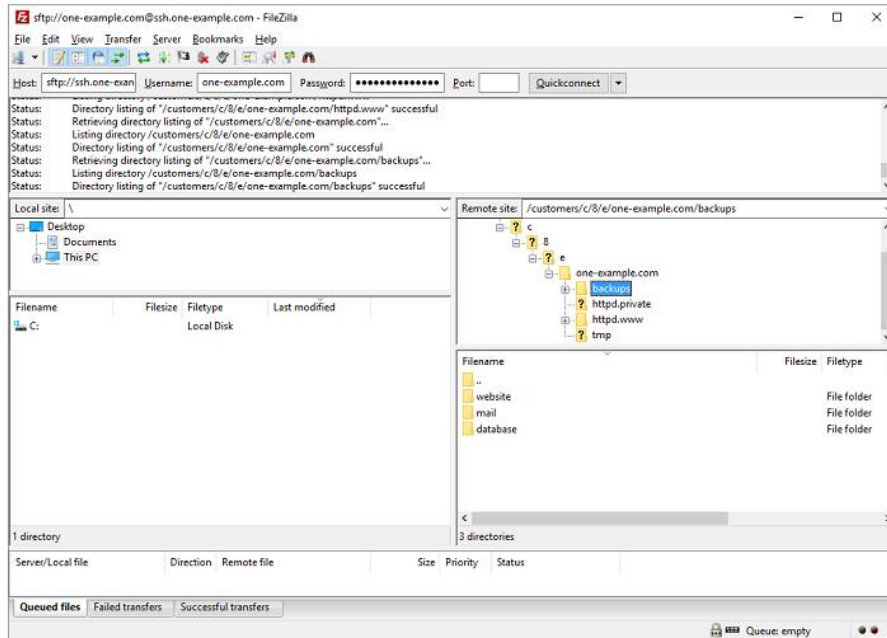 sftp://one-example.com@ssh.one-example.com - FileZilla
File Edit View Transfer Server Bookmarks Help
Host: sftp://ssh.one-exan Username: one-example.com Password: ●●●●●●●●●●●●●● Port: Quickconnect
Status: Directory listing of "/customers/c/8/e/one-example.com/httpd.www" successful
Status: Retrieving directory listing of "/customers/c/8/e/one-example.com"...
Status: Listing directory /customers/c/8/e/one-example.com
Status: Directory listing of "/customers/c/8/e/one-example.com" successful
Status: Retrieving directory listing of "/customers/c/8/e/one-example.com/backups"...
Status: Listing directory /customers/c/8/e/one-example.com/backups
Status: Directory listing of "/customers/c/8/e/one-example.com/backups" successful
Local site: \
Desktop
Documents
This PC
Filename Filesize Filetype Last modified
C: Local Disk
1 directory
Remote site: /customers/c/8/e/one-example.com/backups
? c
? 8
? e
one-example.com
backups
? httpd.private
httpd.www
? tmp
Filename Filesize Filetype
..
website File folder
mail File folder
database File folder
3 directories
Server/Local file Direction Remote file Size Priority Status
Queued files Failed transfers Successful transfers
Queue: empty